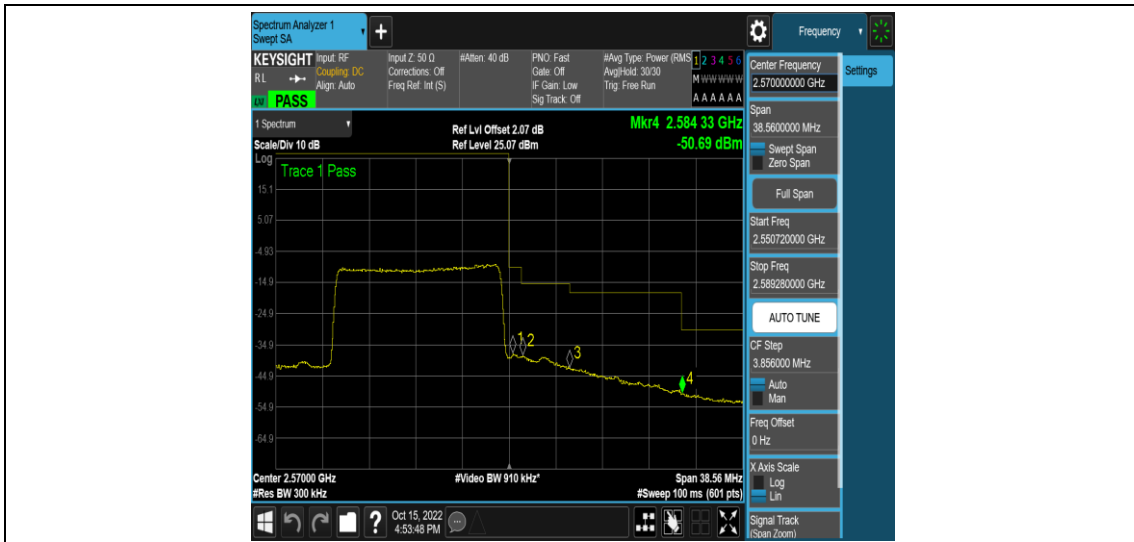 Spectrum Analyzer 1
Swept SA
Frequency
KEYSIGHT
RL
PASS
Input: RF
Coupling: DC
Align: Auto
Input Z: 50 Ω
Corrections: Off
Freq Ref: Int (S)
#Atten: 40 dB
PNO: Fast
Gate: Off
IF Gain: Low
Sig Track: Off
#Avg Type: Power (RMS
Avg|Hold: 30/30
Trig: Free Run
1 2 3 4 5 6
M W W W W W
A A A A A A
1 Spectrum
Scale/Div 10 dB
Ref Lvl Offset 2.07 dB
Ref Level 25.07 dBm
Mkr4 2.584 33 GHz
-50.69 dBm
Log
Trace 1 Pass
15.1
5.07
-4.93
-14.9
-24.9
-34.9
-44.9
-54.9
-64.9
1
2
3
4
Center 2.57000 GHz
#Res BW 300 kHz
#Video BW 910 kHz*
Span 38.56 MHz
#Sweep 100 ms (601 pts)
Oct 15, 2022
4:53:48 PM
Center Frequency
2.570000000 GHz
Settings
Span
38.5600000 MHz
Swept Span
Zero Span
Full Span
Start Freq
2.550720000 GHz
Stop Freq
2.589280000 GHz
AUTO TUNE
CF Step
3.856000 MHz
Auto
Man
Freq Offset
0 Hz
X Axis Scale
Log
Lin
Signal Track
(Span Zoom)